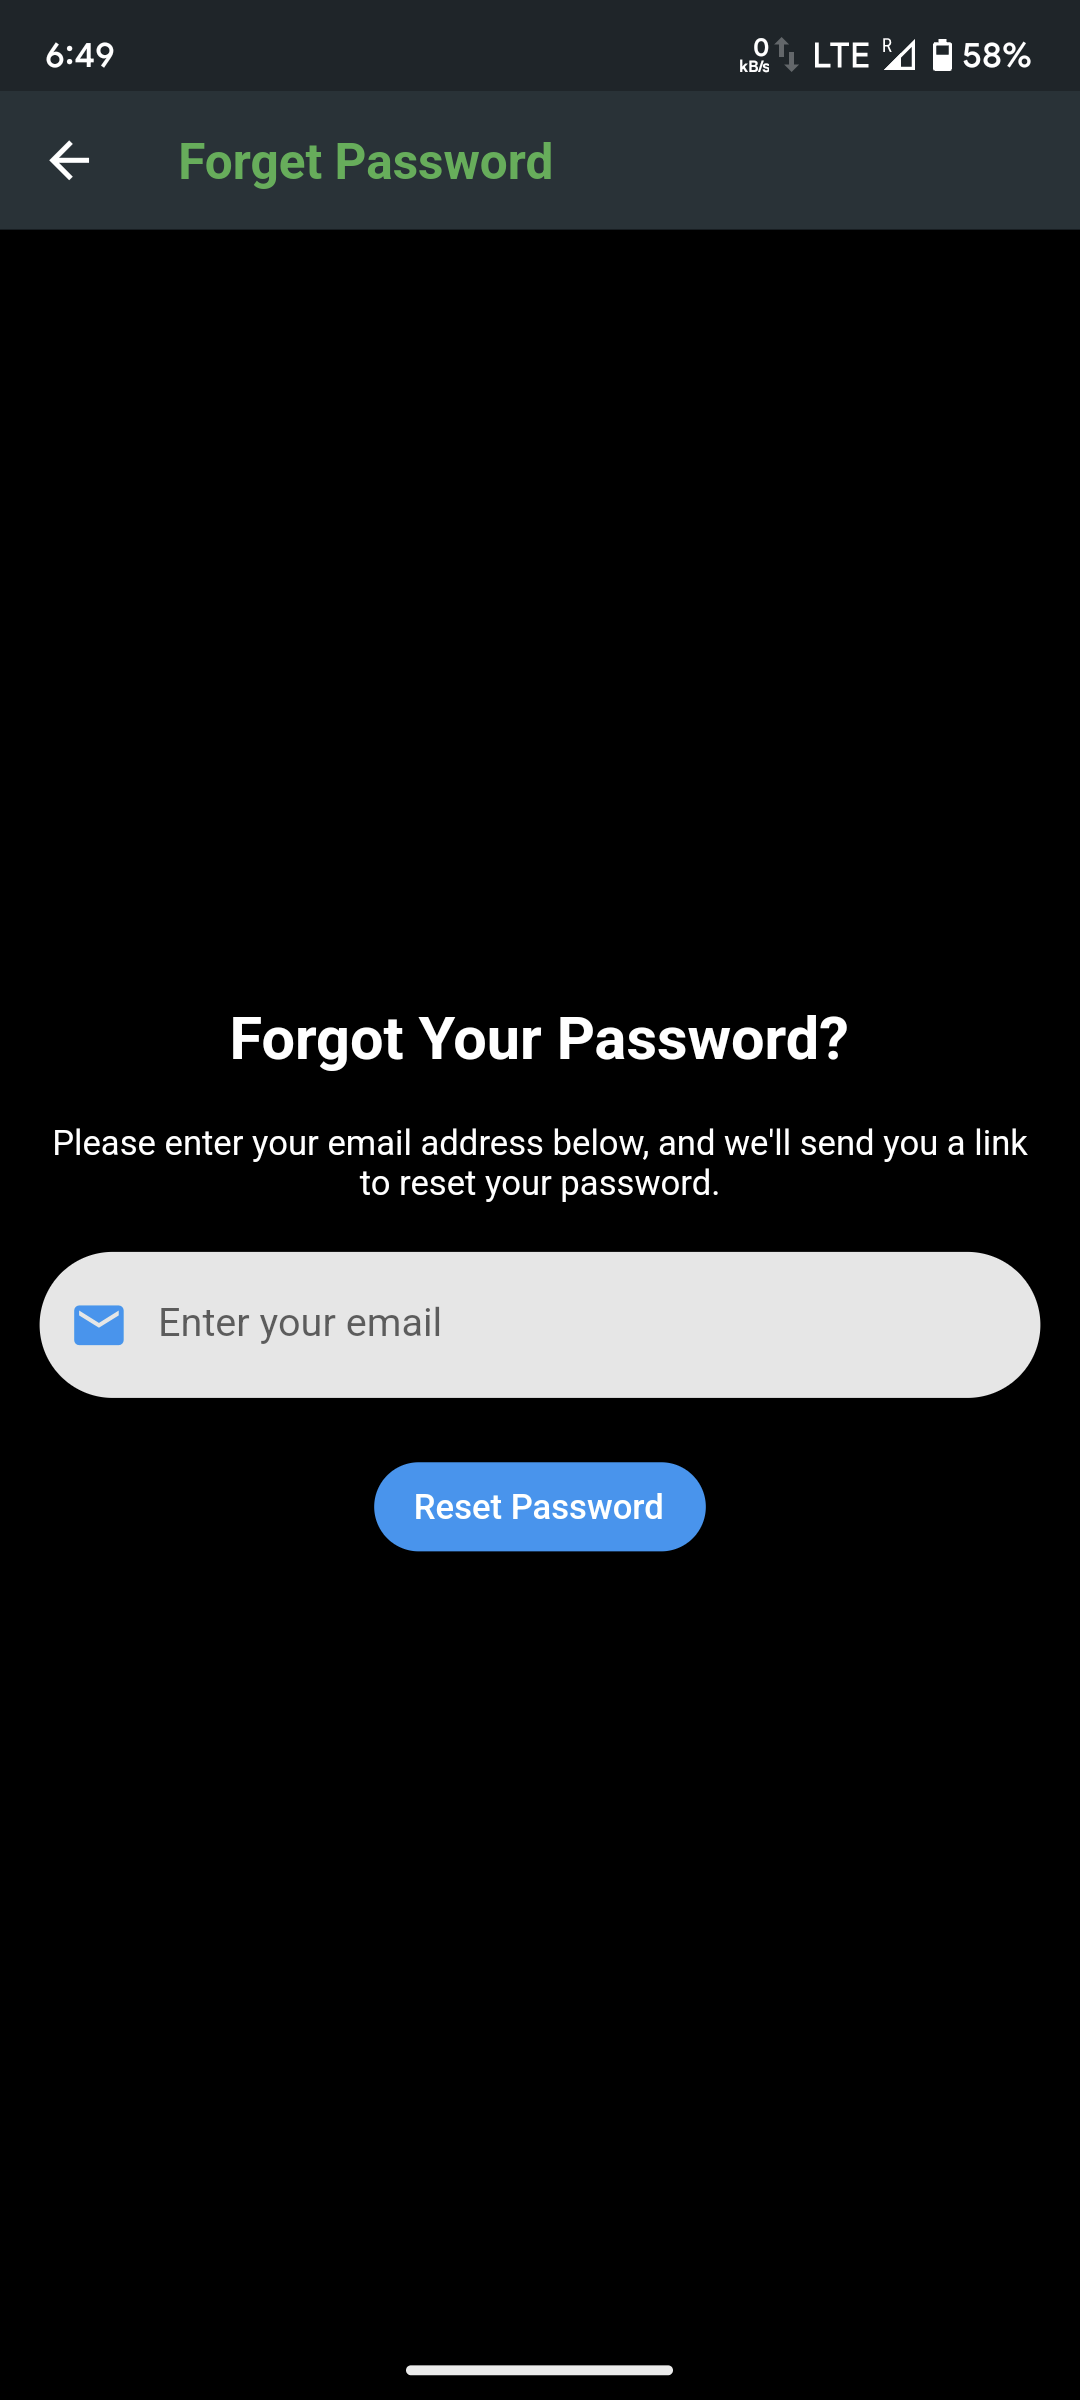 6:49
0 kB/s LTE R 58%
Forget Password
Forgot Your Password?
Please enter your email address below, and we'll send you a link
to reset your password.
Enter your email
Reset Password